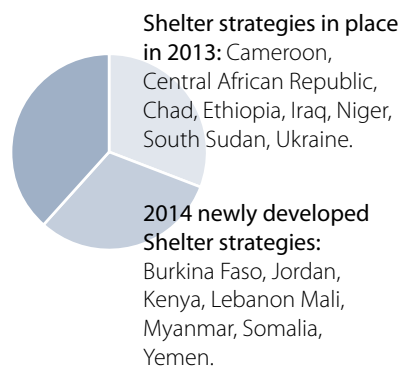 Shelter strategies in place
in 2013: Cameroon,
Central African Republic,
Chad, Ethiopia, Iraq, Niger,
South Sudan, Ukraine.
2014 newly developed
Shelter strategies:
Burkina Faso, Jordan,
Kenya, Lebanon Mali,
Myanmar, Somalia,
Yemen.